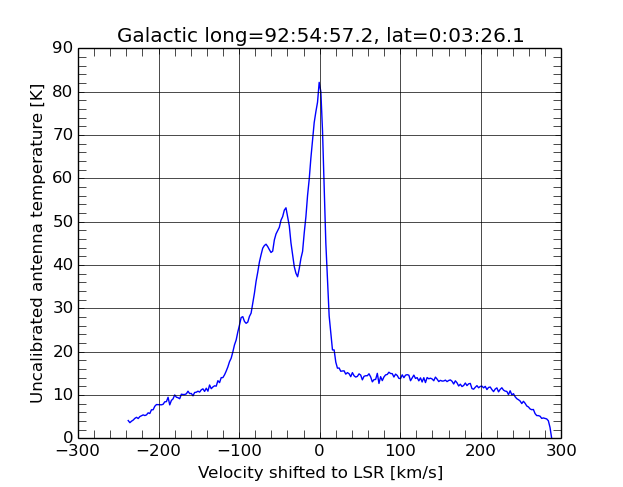 Galactic long=92:54:57.2, lat=0:03:26.1
Uncalibrated antenna temperature [K]
90
80
70
60
50
40
30
20
10
0
−300 −200 −100 0 100 200 300
Velocity shifted to LSR [km/s]